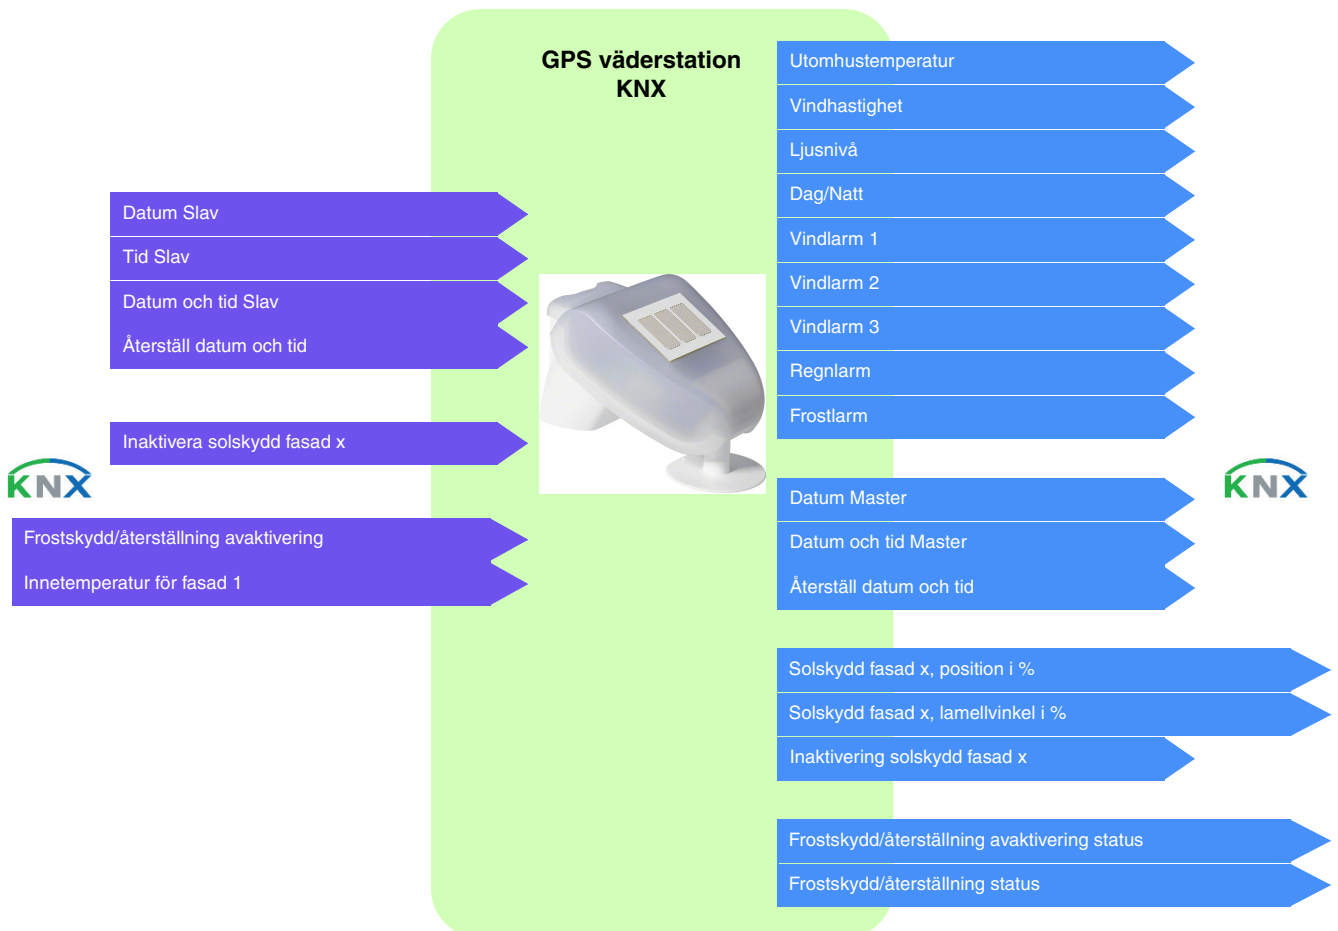 GPS väderstation
KNX
Datum Slav
Tid Slav
Datum och tid Slav
Återställ datum och tid
Inaktivera solskydd fasad x
KNX
Frostskydd/återställning avaktivering
Innetemperatur för fasad 1
Utomhustemperatur
Vindhastighet
Ljusnivå
Dag/Natt
Vindlarm 1
Vindlarm 2
Vindlarm 3
Regnlarm
Frostlarm
KNX
Datum Master
Datum och tid Master
Återställ datum och tid
Solskydd fasad x, position i %
Solskydd fasad x, lamellvinkel i %
Inaktivering solskydd fasad x
Frostskydd/återställning avaktivering status
Frostskydd/återställning status